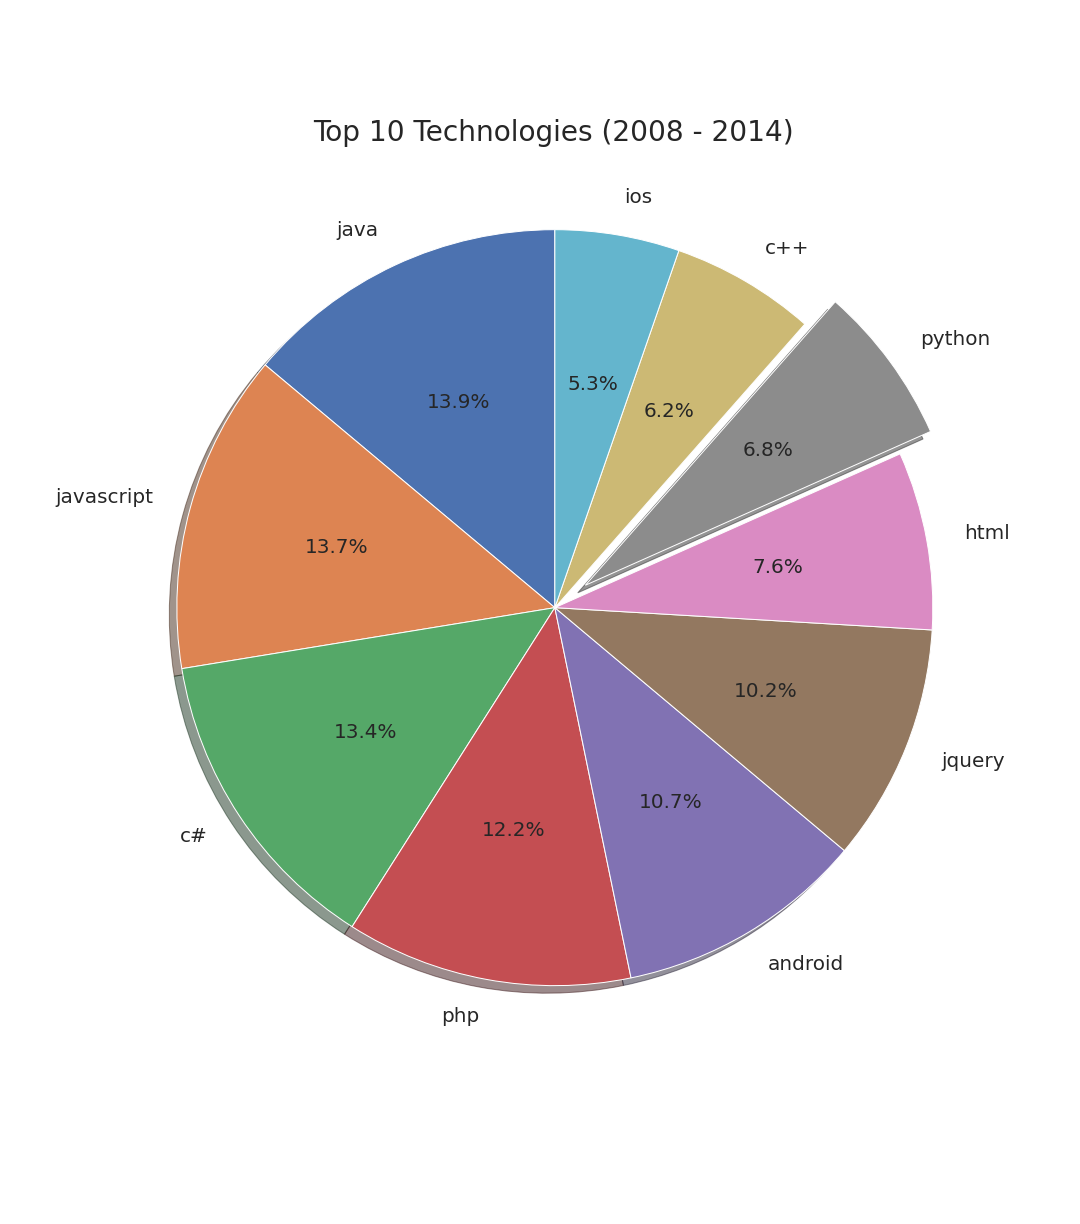 Top 10 Technologies (2008 - 2014)
ios
java
c++
python
5.3%
13.9%
6.2%
6.8%
javascript
html
13.7%
7.6%
10.2%
13.4%
jquery
10.7%
12.2%
c#
android
php